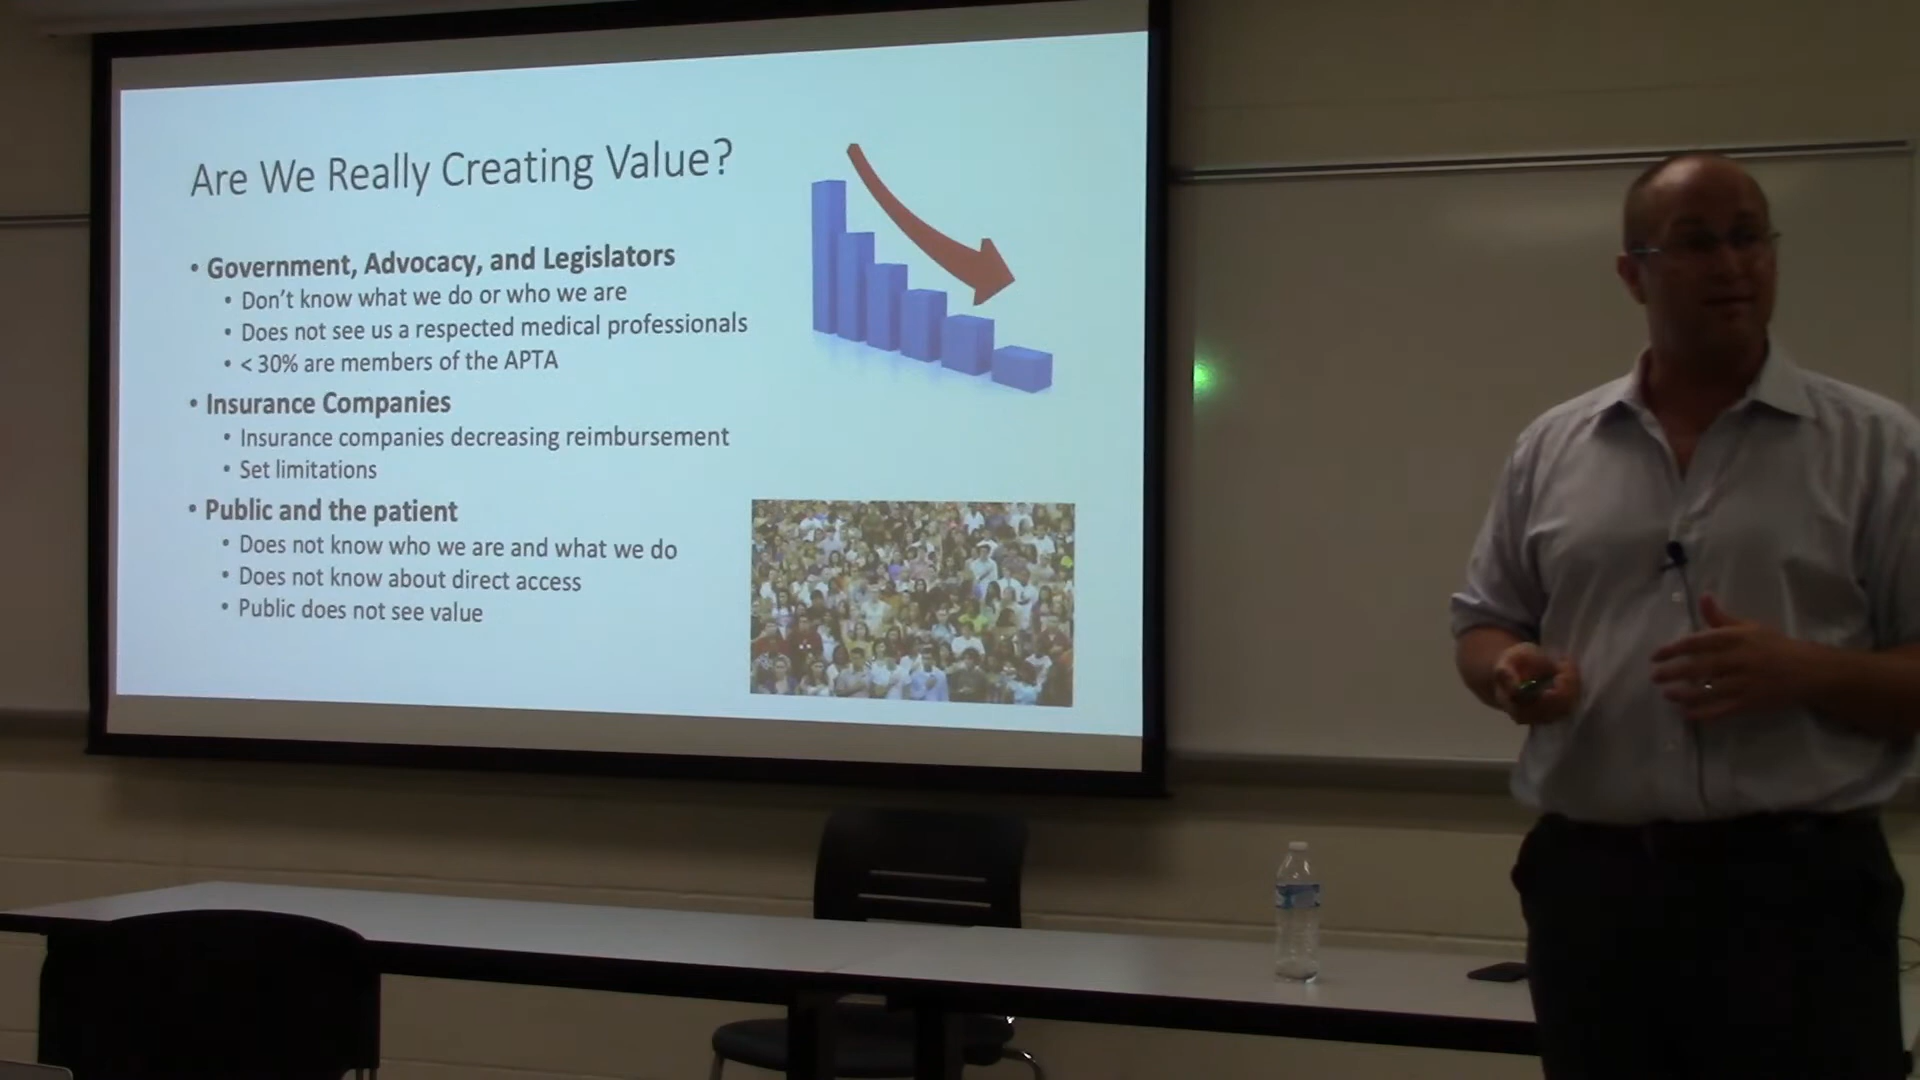 Are We Really Creating Value?
• Government, Advocacy, and Legislators
• Don't know what we do or who we are
• Does not see us a respected medical professionals
• < 30% are members of the APTA
• Insurance Companies
• Insurance companies decreasing reimbursement
• Set limitations
• Public and the patient
• Does not know who we are and what we do
• Does not know about direct access
• Public does not see value